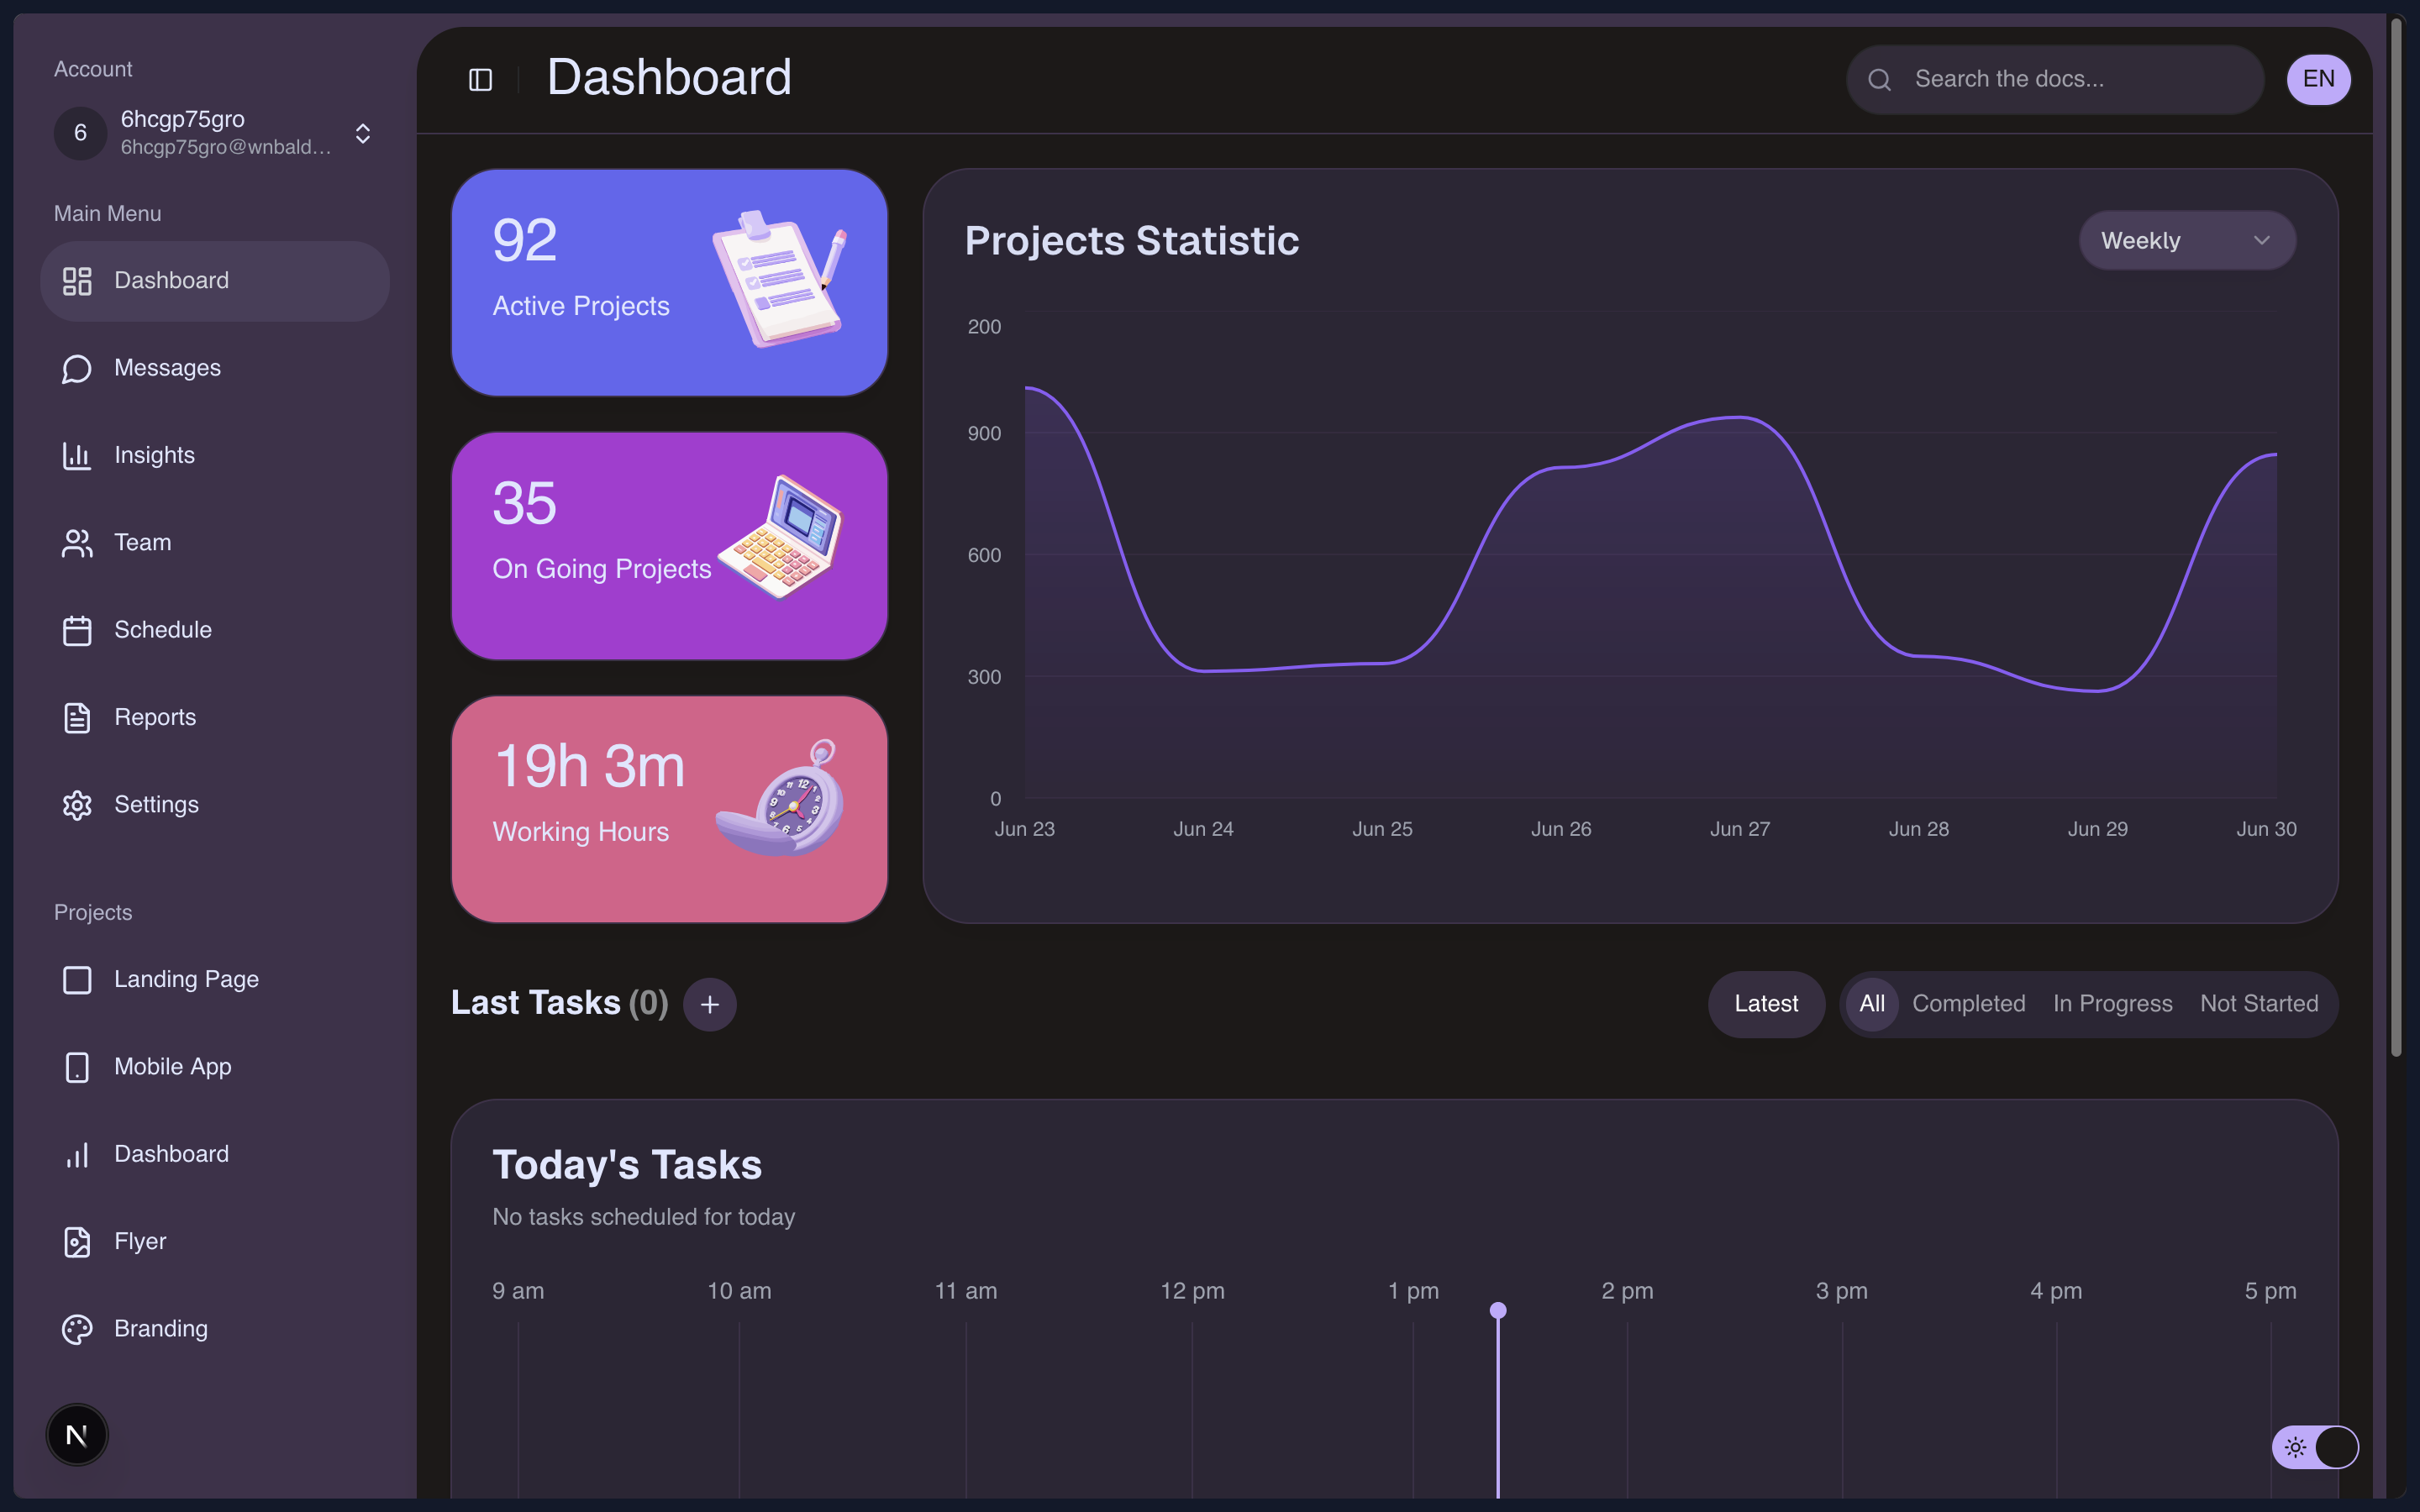 Account
6
6hcgp75gro
6hcgp75gro@wnbald...
Main Menu
Dashboard
Messages
Insights
Team
Schedule
Reports
Settings
Projects
Landing Page
Mobile App
Dashboard
Flyer
Branding
N
Dashboard
Search the docs...
EN
92
Active Projects
35
On Going Projects
19h 3m
Working Hours
Projects Statistic
Weekly
200
900
600
300
0
Jun 23 Jun 24 Jun 25 Jun 26 Jun 27 Jun 28 Jun 29 Jun 30
Last Tasks (0)
Latest All Completed In Progress Not Started
Today's Tasks
No tasks scheduled for today
9 am 10 am 11 am 12 pm 1 pm 2 pm 3 pm 4 pm 5 pm